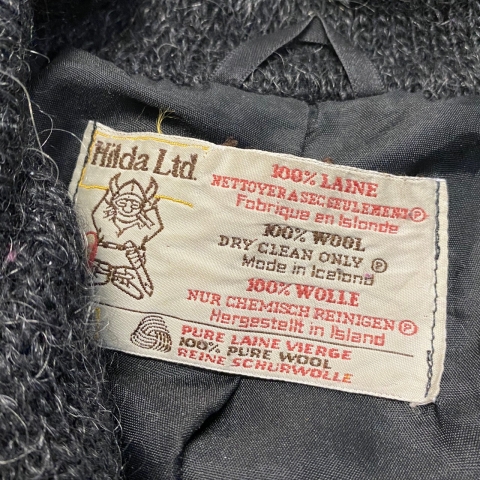 Hilda Ltd.
100% LAINE
NETTOYER A SEC SEULEMENT Ⓟ
Fabrique en Islande
100% WOOL
DRY CLEAN ONLY Ⓟ
Made in Iceland
100% WOLLE
NUR CHEMISCH REINIGEN Ⓟ
Hergestellt in Island
PURE LAINE VIERGE
100% PURE WOOL
REINE SCHURWOLLE